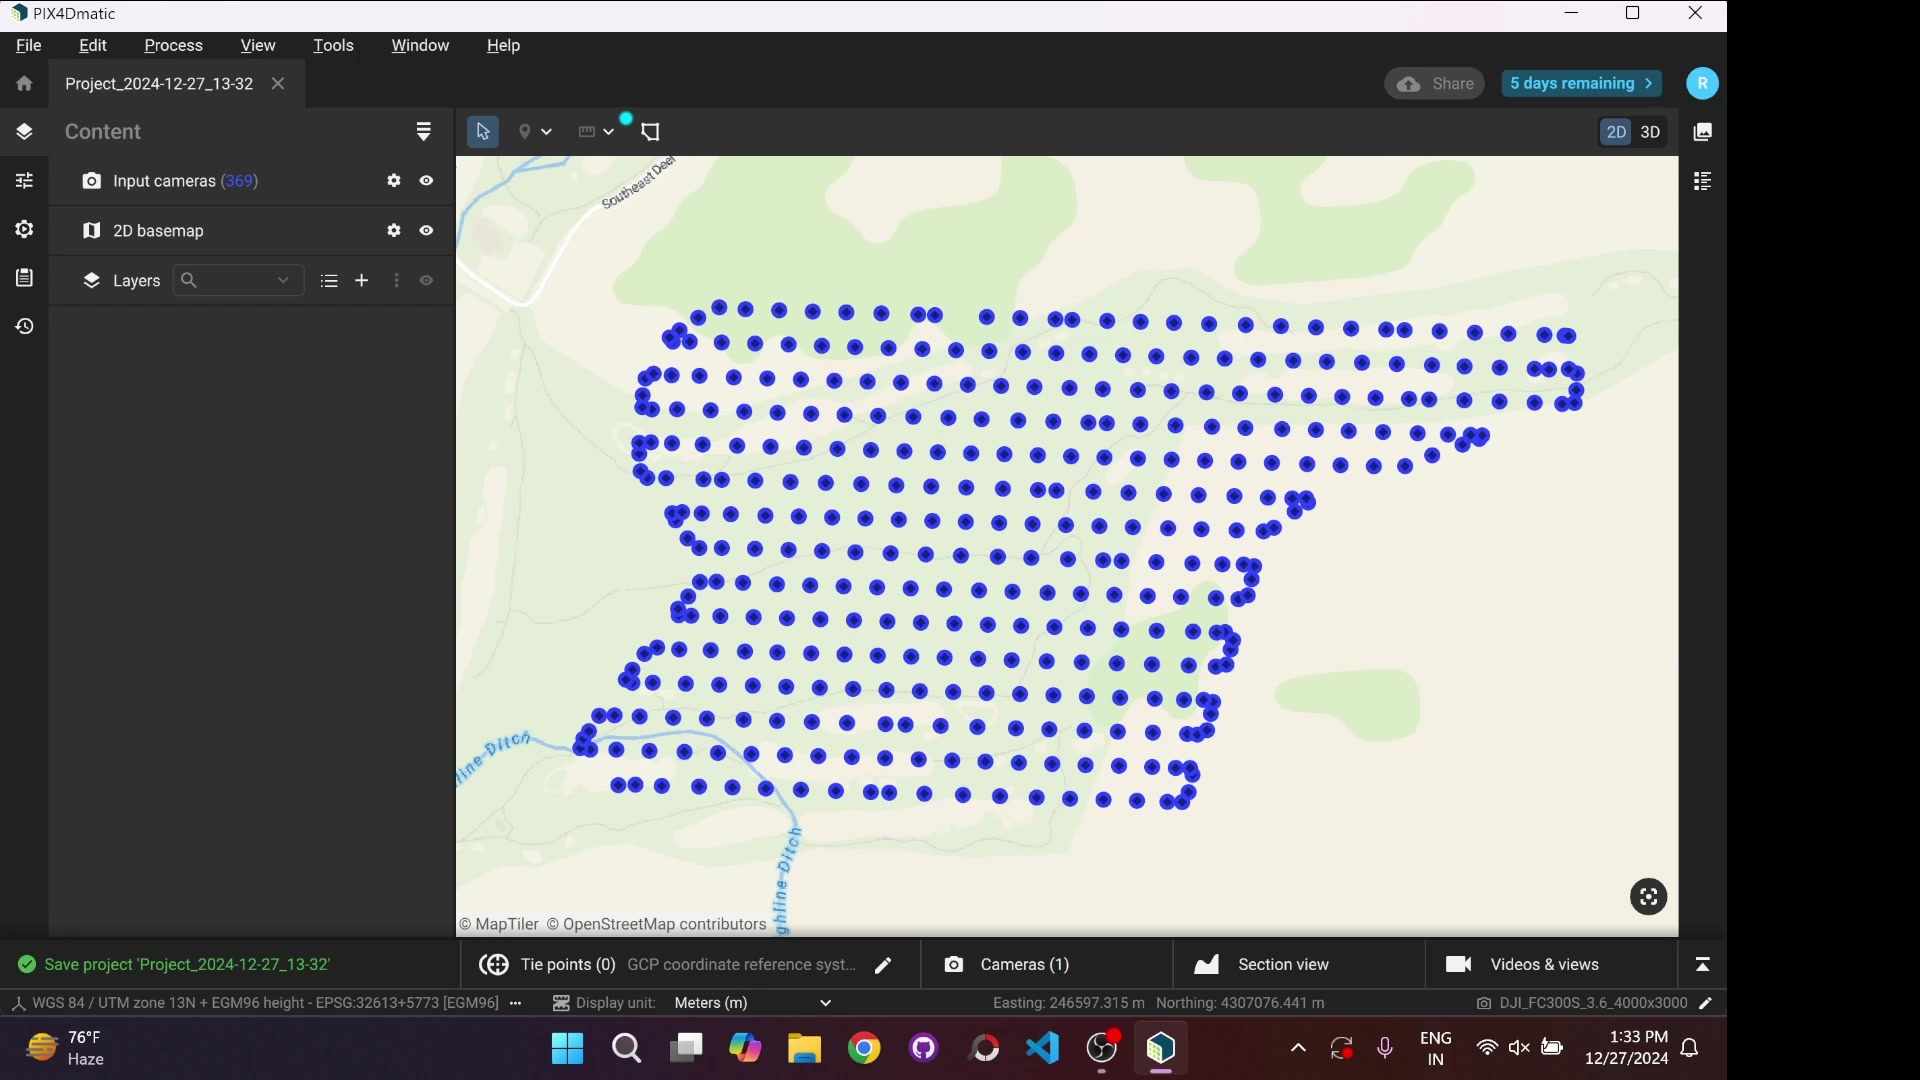 PIX4Dmatic
File Edit Process View Tools Window Help
Project_2024-12-27_13-32
Share
5 days remaining
R
Content
2D 3D
Input cameras (369)
2D basemap
Layers
Southeast Deer
line Ditch
ghline Ditch
© MapTiler © OpenStreetMap contributors
Save project 'Project_2024-12-27_13-32'
Tie points (0) GCP coordinate reference syst...
Cameras (1)
Section view
Videos & views
WGS 84 / UTM zone 13N + EGM96 height - EPSG:32613+5773 [EGM96]
Display unit: Meters (m)
Easting: 246597.315 m Northing: 4307076.441 m
DJI_FC300S_3.6_4000x3000
76°F
Haze
ENG
IN
1:33 PM
12/27/2024